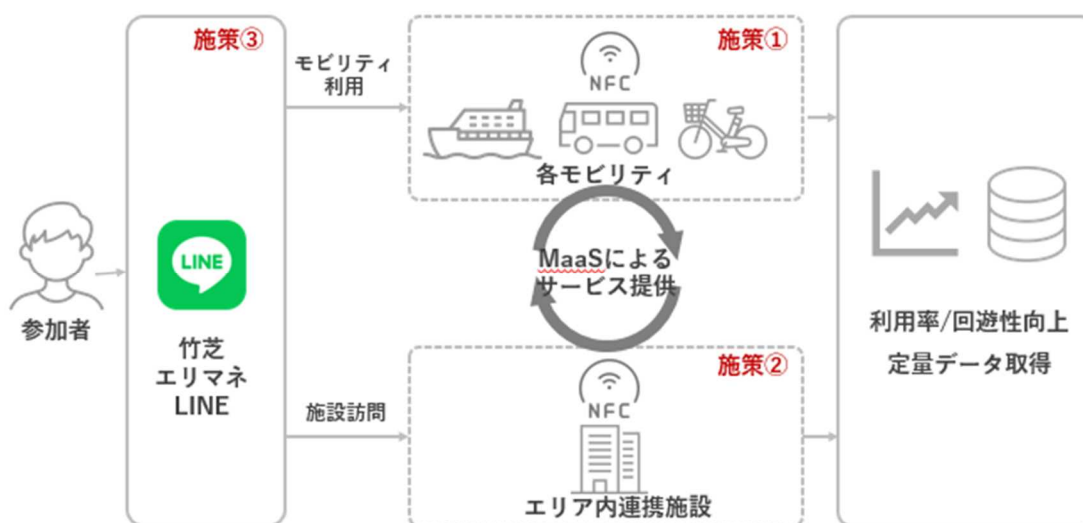 参加者
施策③
LINE
竹芝
エリマネ
LINE
モビリティ
利用
施設訪問
施策①
NFC
各モビリティ
MaaSによる
サービス提供
施策②
NFC
エリア内連携施設
利用率/回遊性向上
定量データ取得